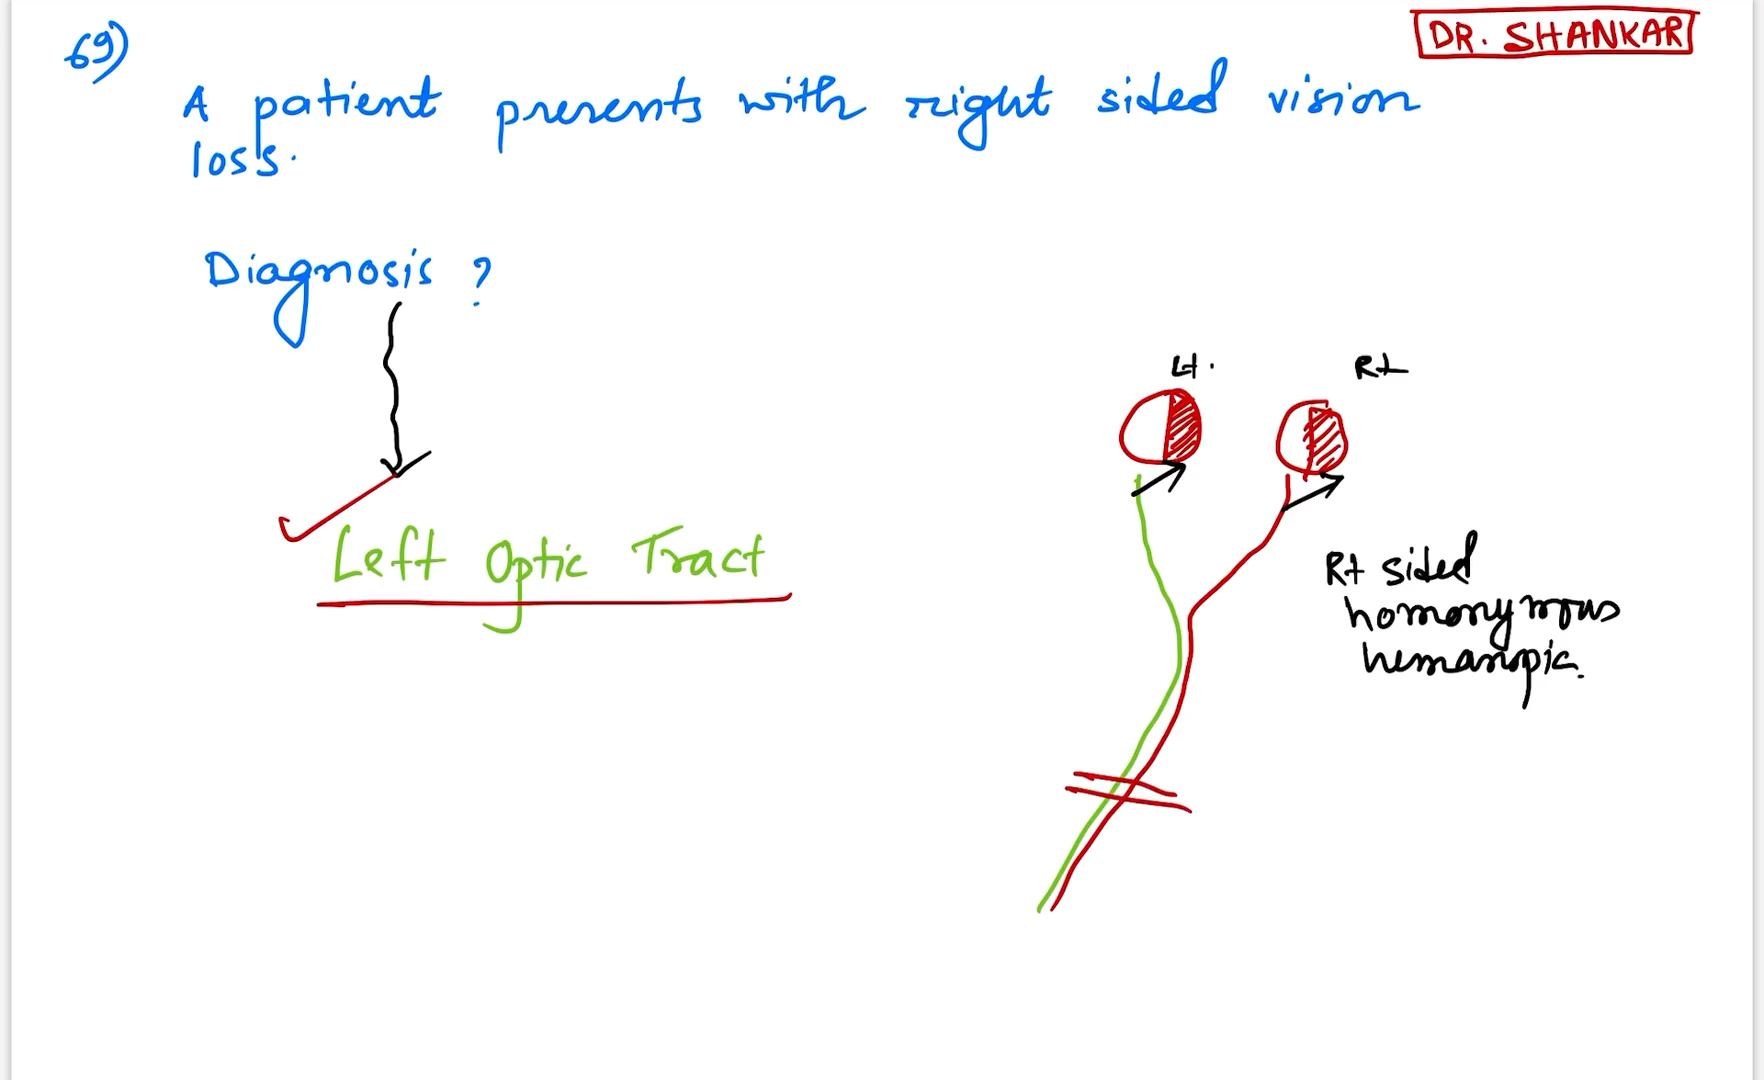 69)
DR. SHANKAR
A patient presents with right sided vision
loss.
Diagnosis ?
Lt.
Rt
Left Optic Tract
Rt sided
homonymous
hemanopia.